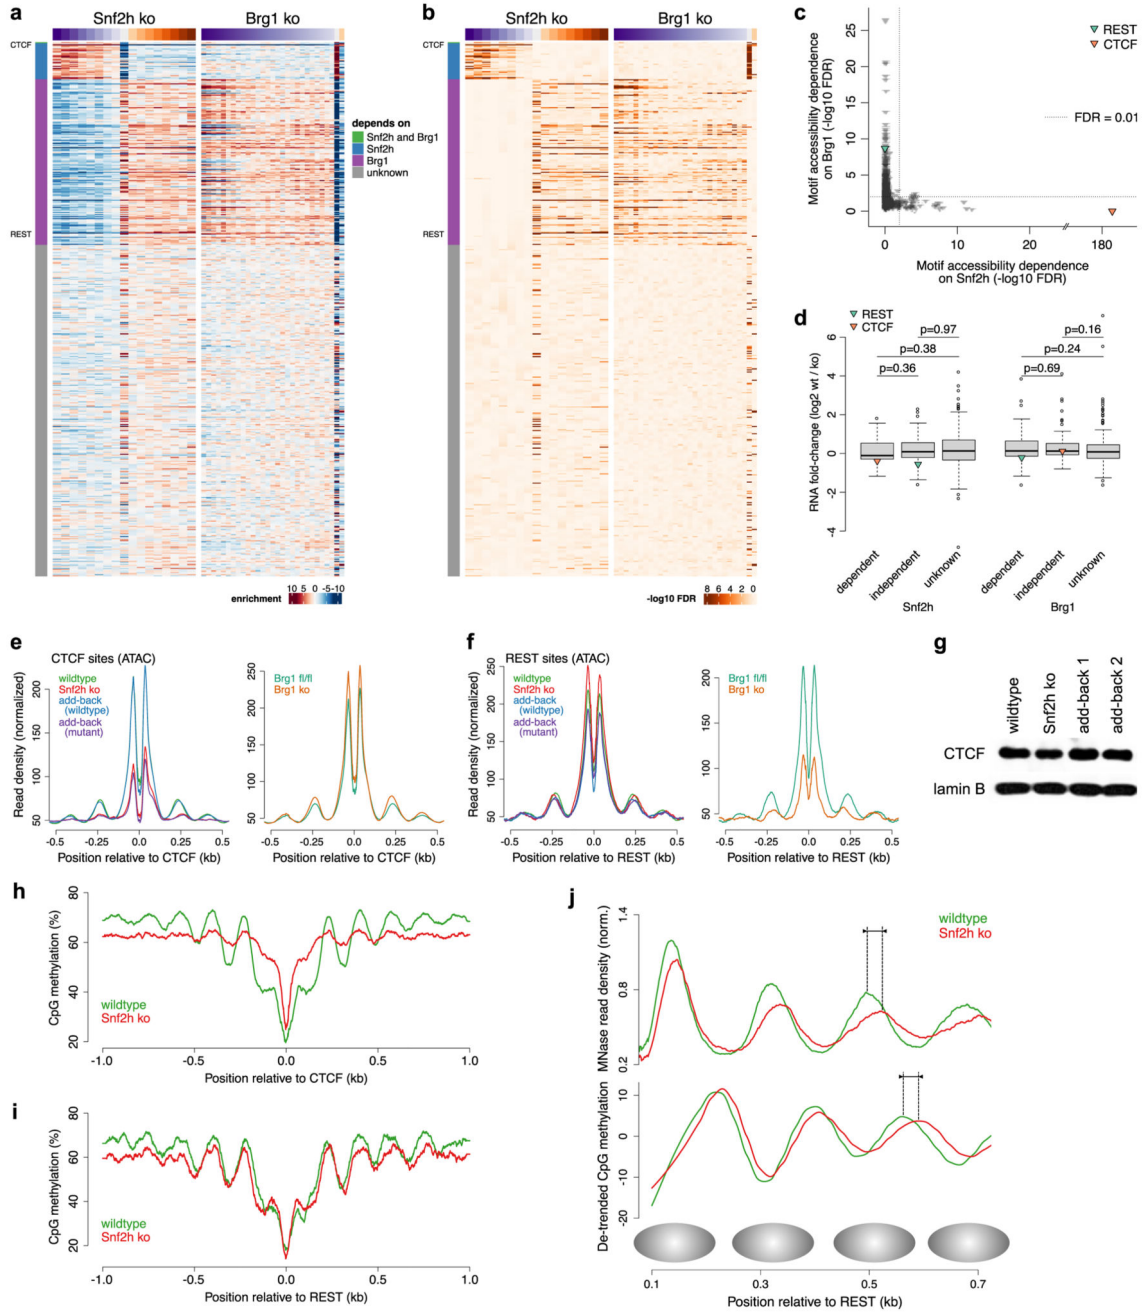 a
Snf2h ko
Brg1 ko
CTCF
REST
depends on
Snf2h and Brg1
Snf2h
Brg1
unknown
enrichment
10 5 0 -5 -10
b
Snf2h ko
Brg1 ko
CTCF
REST
-log10 FDR
8 6 4 2 0
c
Motif accessibility dependence
on Brg1 (-log10 FDR)
25
20
15
10
5
0
REST
CTCF
FDR = 0.01
0 10 20 180
Motif accessibility dependence
on Snf2h (-log10 FDR)
d
REST
CTCF
RNA fold-change (log2 wt / ko)
6
4
2
0
-2
-4
p=0.97
p=0.38
p=0.36
p=0.16
p=0.24
p=0.69
dependent
independent
unknown
dependent
independent
unknown
Snf2h
Brg1
e
CTCF sites (ATAC)
wildtype
Snf2h ko
add-back
(wildtype)
add-back
(mutant)
Read density (normalized)
200
150
100
50
-0.5 -0.25 0.0 0.25 0.5
Position relative to CTCF (kb)
Brg1 fl/fl
Brg1 ko
250
200
150
100
50
-0.5 -0.25 0.0 0.25 0.5
Position relative to CTCF (kb)
f
REST sites (ATAC)
wildtype
Snf2h ko
add-back
(wildtype)
add-back
(mutant)
Read density (normalized)
250
200
150
100
50
-0.5 -0.25 0.0 0.25 0.5
Position relative to REST (kb)
Brg1 fl/fl
Brg1 ko
200
150
100
50
-0.5 -0.25 0.0 0.25 0.5
Position relative to REST (kb)
g
wildtype
Snf2h ko
add-back 1
add-back 2
CTCF
lamin B
h
CpG methylation (%)
80
60
40
20
wildtype
Snf2h ko
-1.0 -0.5 0.0 0.5 1.0
Position relative to CTCF (kb)
i
CpG methylation (%)
80
60
40
20
wildtype
Snf2h ko
-1.0 -0.5 0.0 0.5 1.0
Position relative to REST (kb)
j
MNase read density (norm.)
1.4
0.8
0.2
wildtype
Snf2h ko
De-trended CpG methylation
10
0
-10
-20
0.1 0.3 0.5 0.7
Position relative to REST (kb)